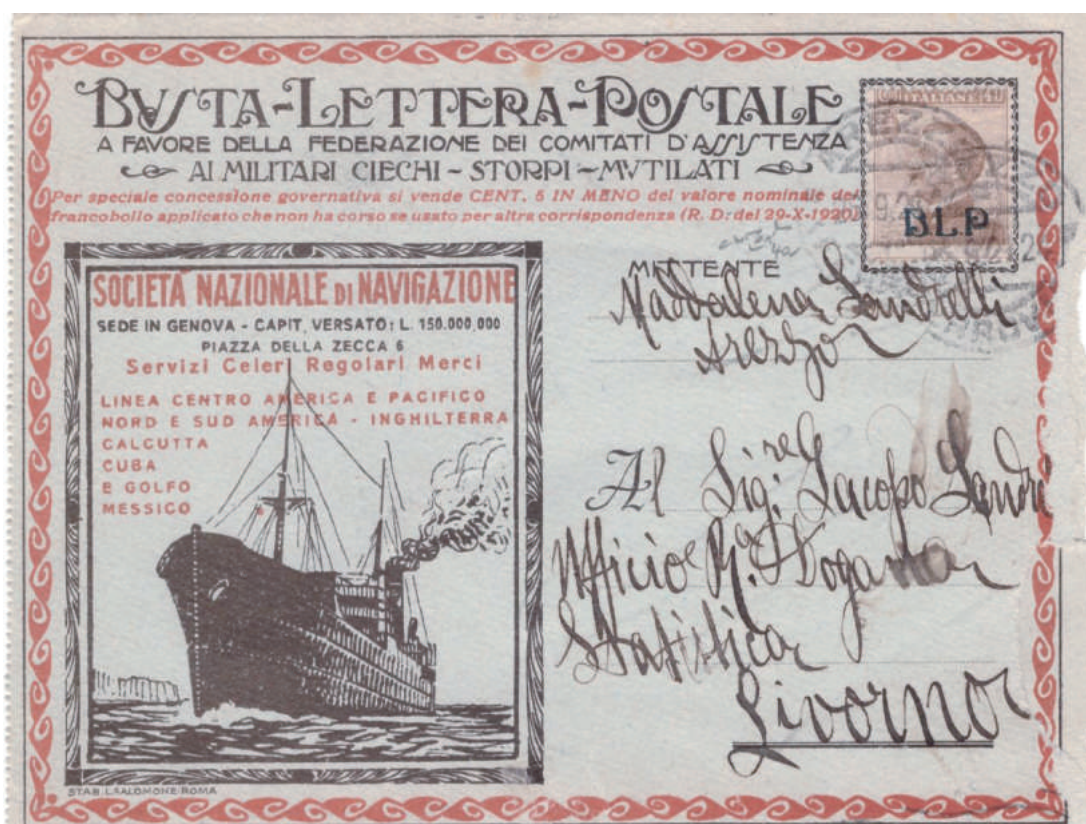 BUSTA-LETTERA-POSTALE
A FAVORE DELLA FEDERAZIONE DEI COMITATI D'ASSISTENZA
AI MILITARI CIECHI - STORPI - MVTILATI
Per speciale concessione governativa si vende CENT. 5 IN MENO del valore nominale del
francobollo applicato che non ha corso se usato per altra corrispondenza (R. D: del 29-X-1920)
BLP
SOCIETÀ NAZIONALE DI NAVIGAZIONE
SEDE IN GENOVA - CAPIT. VERSATO: L. 150.000.000
PIAZZA DELLA ZECCA 6
Servizi Celeri Regolari Merci
LINEA CENTRO AMERICA E PACIFICO
NORD E SUD AMERICA - INGHILTERRA
CALCUTTA
CUBA
E GOLFO
MESSICO
STAB. L. SALOMONE-ROMA
MITTENTE
Maddalena
Arezzo
Al Sig. Jacopo
Ufficio Rª Dogana
Statistica
Livorno